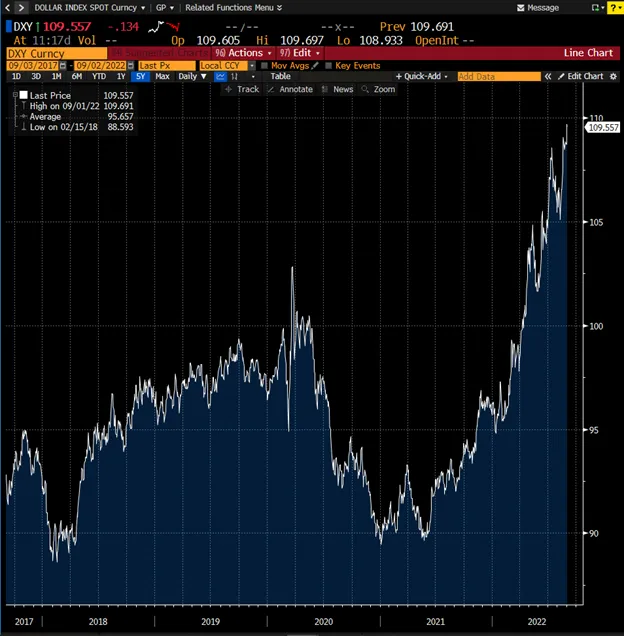 DOLLAR INDEX SPOT Curncy GP Related Functions Menu Message ?
DXY 109.557 -.134 --/-- --x-- Prev 109.691
At 11:17d Vol -- Op 109.605 Hi 109.697 Lo 108.933 OpenInt --
DXY Curncy 94) Suggested Charts 96) Actions 97) Edit Line Chart
09/03/2017 - 09/02/2022 Last Px Local CCY Mov Avgs Key Events
1D 3D 1M 6M YTD 1Y 5Y Max Daily Table + Quick-Add Add Data Edit Chart
Track Annotate News Zoom
Last Price 109.557
High on 09/01/22 109.691
Average 95.657
Low on 02/15/18 88.593
110
109.557
105
100
95
90
2017 2018 2019 2020 2021 2022